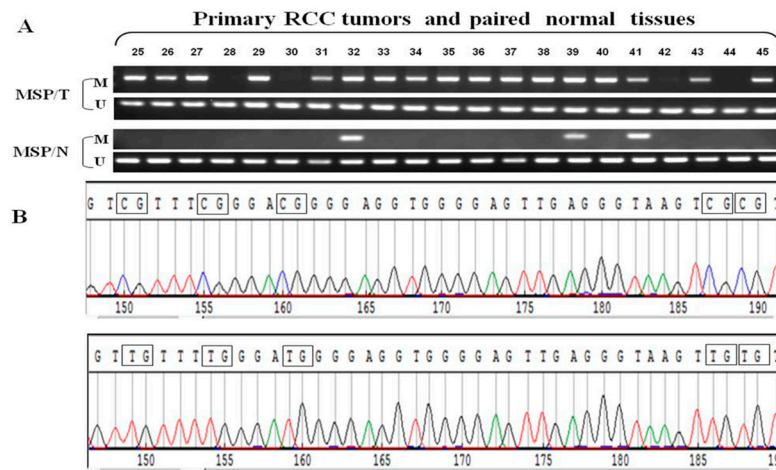 Primary RCC tumors and paired normal tissues
A
25 26 27 28 29 30 31 32 33 34 35 36 37 38 39 40 41 42 43 44 45
MSP/T
M
U
MSP/N
M
U
B
G T C G T T T C G G G A C G G G G A G G T G G G G A G T T G A G G G T A A G T C G C G T
150 155 160 165 170 175 180 185 190
G T T G T T T T G G G A T G G G G A G G T G G G G A G T T G A G G G T A A G T T G T G T
150 155 160 165 170 175 180 185